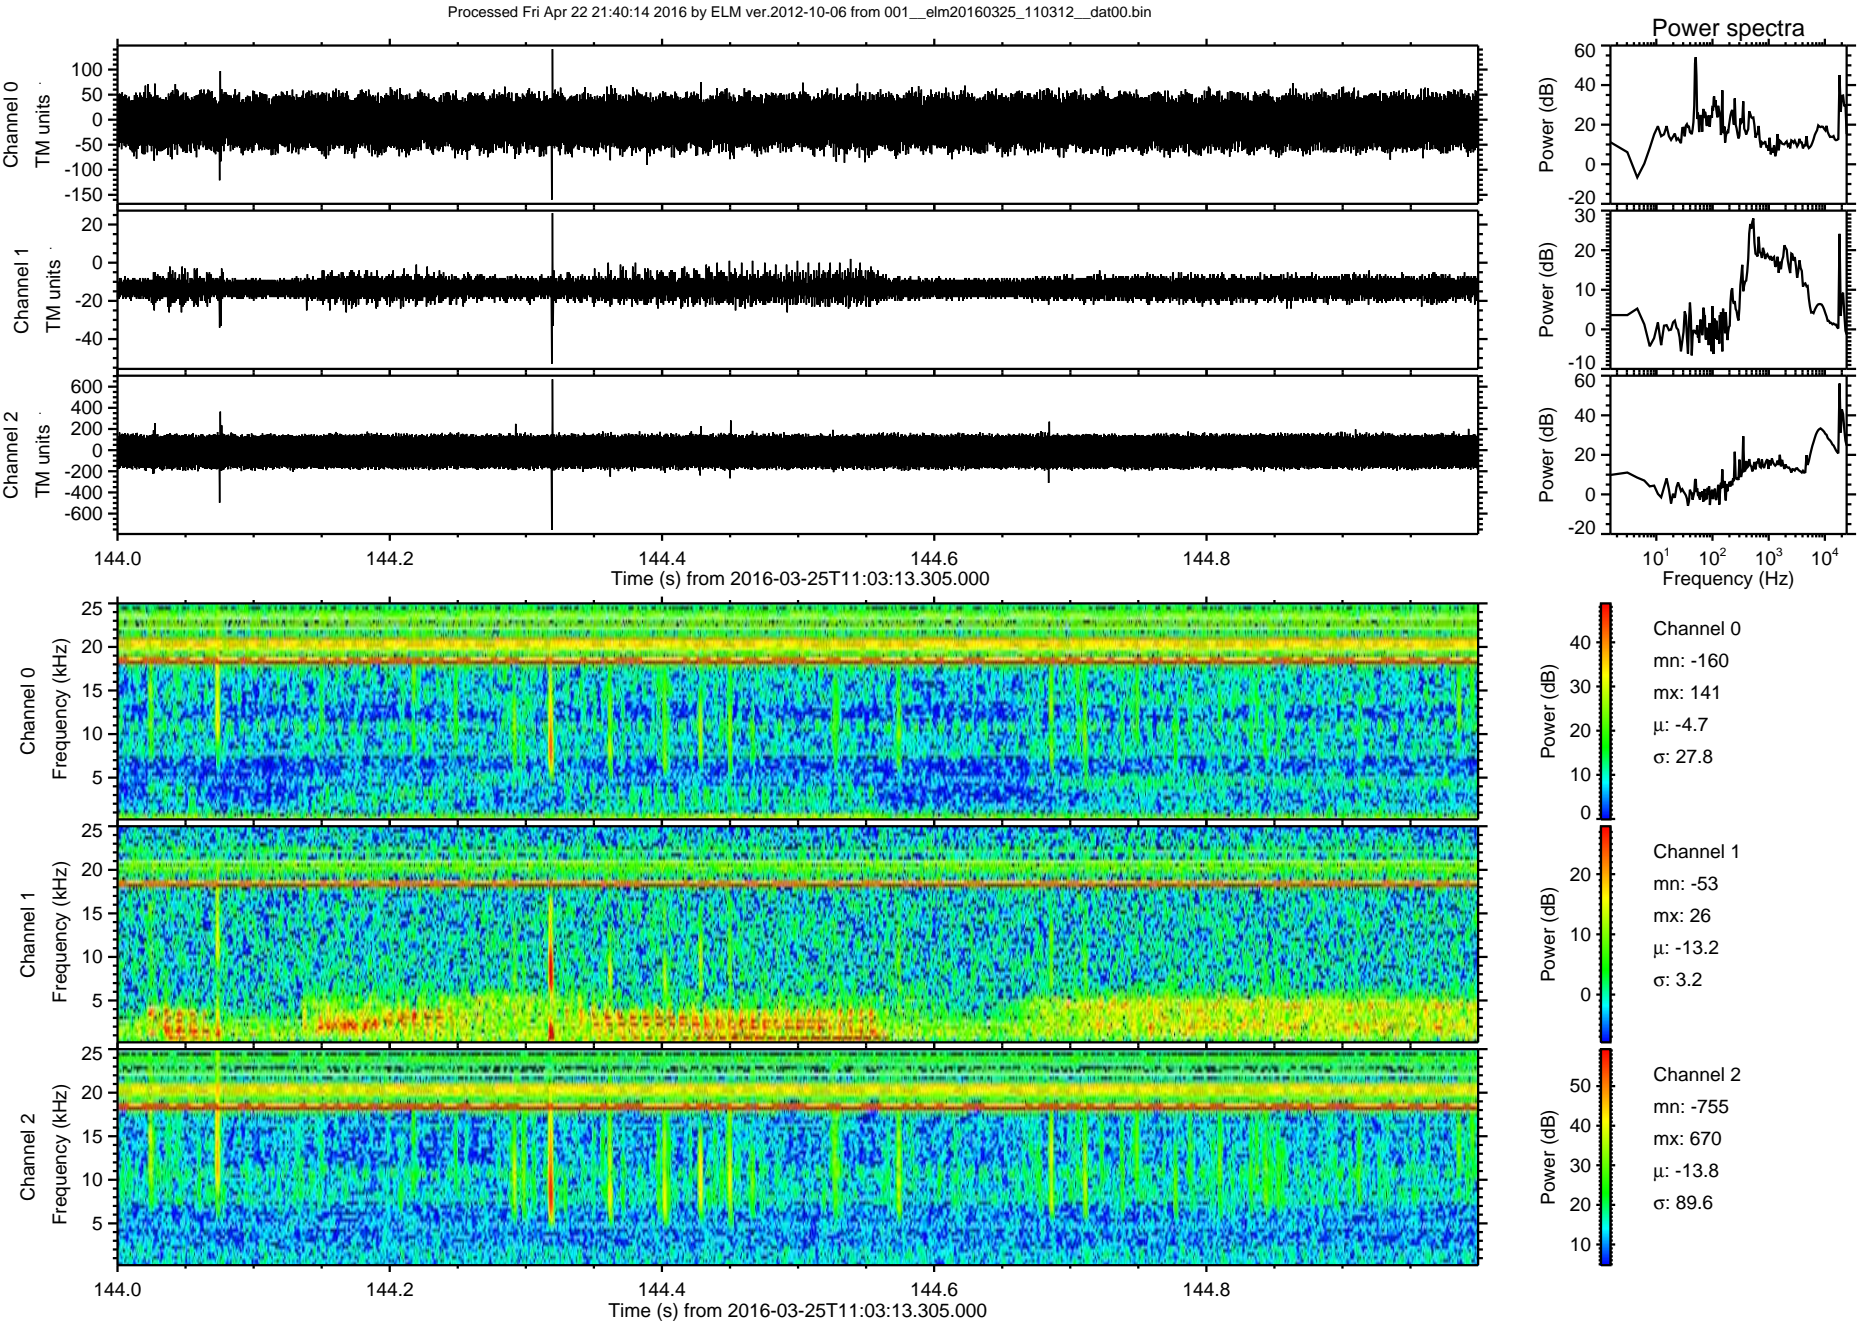 Processed Fri Apr 22 21:40:14 2016 by ELM ver.2012-10-06 from 001__elm20160325_110312__dat00.bin
Power spectra
Channel 0
TM units
100
50
0
-50
-100
-150
Power (dB)
60
40
20
0
-20
Channel 1
TM units
20
0
-20
-40
Power (dB)
30
20
10
0
-10
Channel 2
TM units
600
400
200
0
-200
-400
-600
Power (dB)
60
40
20
0
-20
144.0 144.2 144.4 144.6 144.8
Time (s) from 2016-03-25T11:03:13.305.000
10^1 10^2 10^3 10^4
Frequency (Hz)
Channel 0
Frequency (kHz)
25
20
15
10
5
Power (dB)
40
30
20
10
0
Channel 0
mn: -160
mx: 141
μ: -4.7
σ: 27.8
Channel 1
Frequency (kHz)
25
20
15
10
5
Power (dB)
20
10
0
Channel 1
mn: -53
mx: 26
μ: -13.2
σ: 3.2
Channel 2
Frequency (kHz)
25
20
15
10
5
Power (dB)
50
40
30
20
10
Channel 2
mn: -755
mx: 670
μ: -13.8
σ: 89.6
144.0 144.2 144.4 144.6 144.8
Time (s) from 2016-03-25T11:03:13.305.000